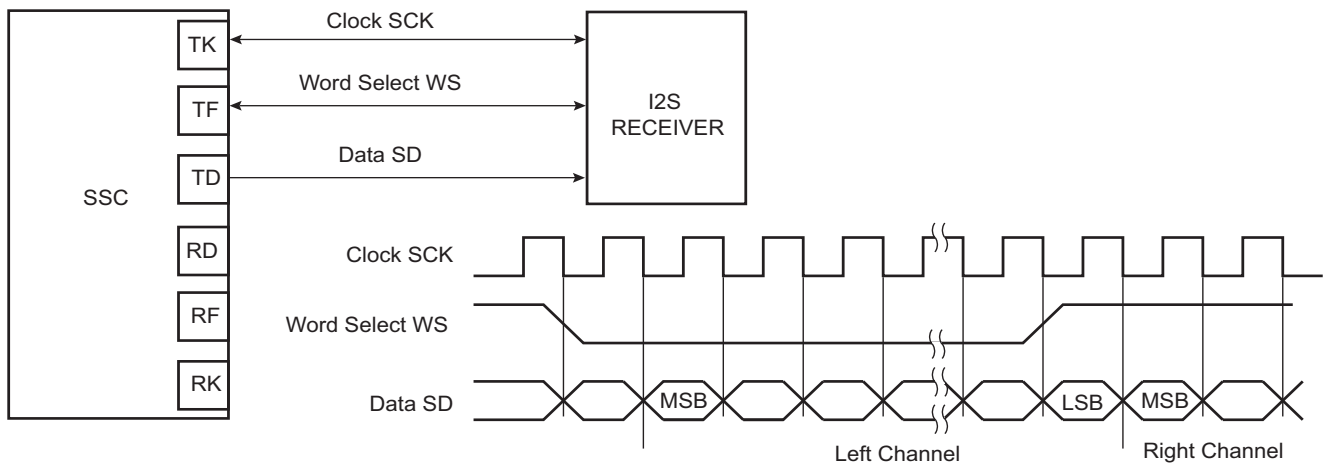 Clock SCK
TK
Word Select WS
TF
I2S
RECEIVER
Data SD
TD
SSC
RD
RF
RK
Clock SCK
Word Select WS
Data SD
MSB
LSB
MSB
Left Channel
Right Channel